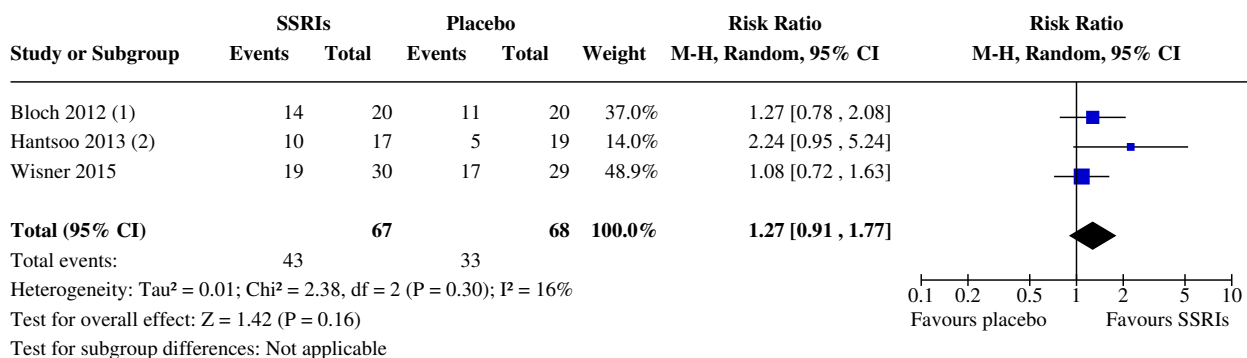 SSRIs Placebo Risk Ratio Risk Ratio
Study or Subgroup Events Total Events Total Weight M-H, Random, 95% CI M-H, Random, 95% CI
Bloch 2012 (1) 14 20 11 20 37.0% 1.27 [0.78 , 2.08]
Hantsoo 2013 (2) 10 17 5 19 14.0% 2.24 [0.95 , 5.24]
Wisner 2015 19 30 17 29 48.9% 1.08 [0.72 , 1.63]
Total (95% CI) 67 68 100.0% 1.27 [0.91 , 1.77]
Total events: 43 33
Heterogeneity: Tau² = 0.01; Chi² = 2.38, df = 2 (P = 0.30); I² = 16%
0.1 0.2 0.5 1 2 5 10
Test for overall effect: Z = 1.42 (P = 0.16) Favours placebo Favours SSRIs
Test for subgroup differences: Not applicable